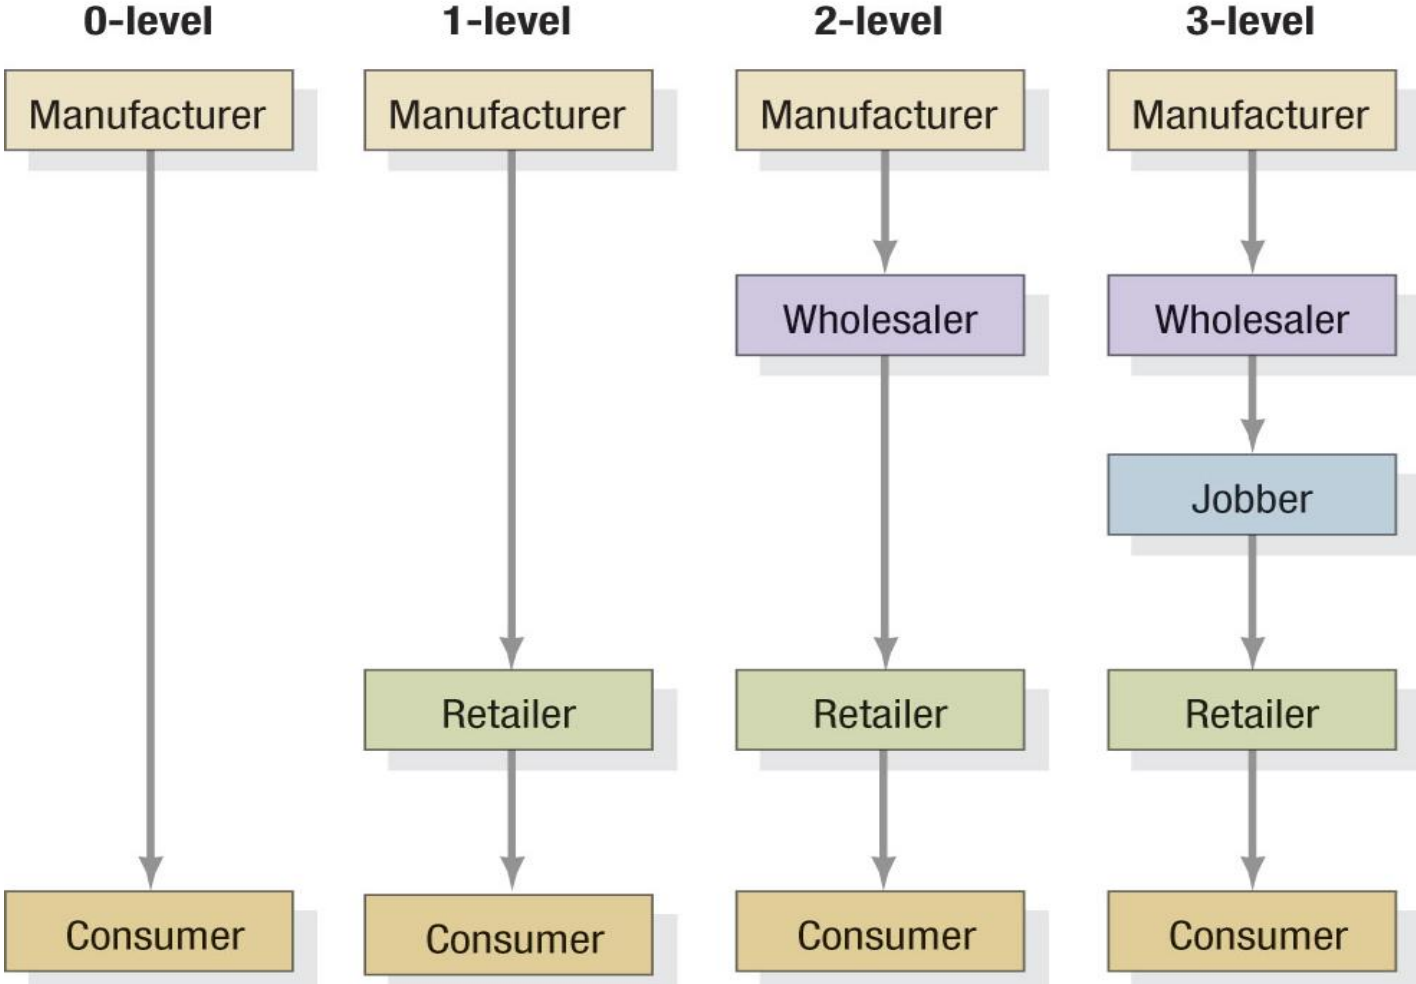 0-level
1-level
2-level
3-level
Manufacturer
Manufacturer
Manufacturer
Manufacturer
Wholesaler
Wholesaler
Jobber
Retailer
Retailer
Retailer
Consumer
Consumer
Consumer
Consumer